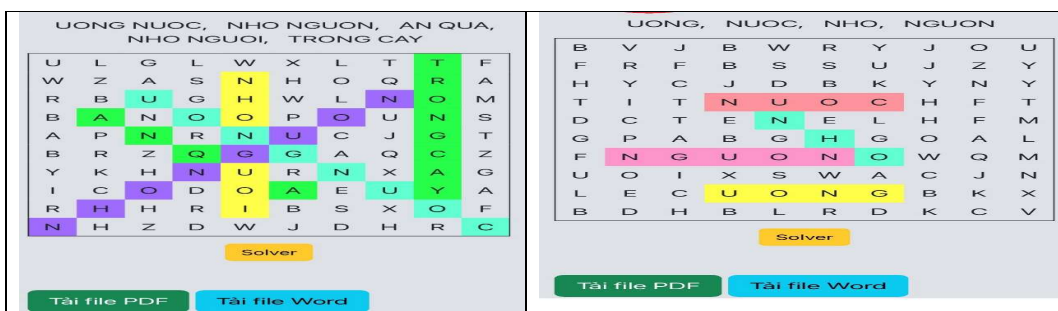 UONG NUOC, NHO NGUON, AN QUA,
NHO NGUOI, TRONG CAY
U L G L W X L T T F
W Z A S N H O Q R A
R B U G H W L N O M
B A N O O P O U N S
A P N R N U C J G T
B R Z Q G G A Q C Z
Y K H N U R N X A G
I C O D O A E U Y A
R H H R I B S X O F
N H Z D W J D H R C
Solver
Tải file PDF Tải file Word
UONG, NUOC, NHO, NGUON
B V J B W R Y J O U
F R F B S S U J Z Y
H Y C J D B K Y N Y
T I T N U O C H F T
D C T E N E L H F M
G P A B G H G O A L
F N G U O N O W Q M
U O I X S W A C J N
L E C U O N G B K X
B D H B L R D K C V
Solver
Tải file PDF Tải file Word